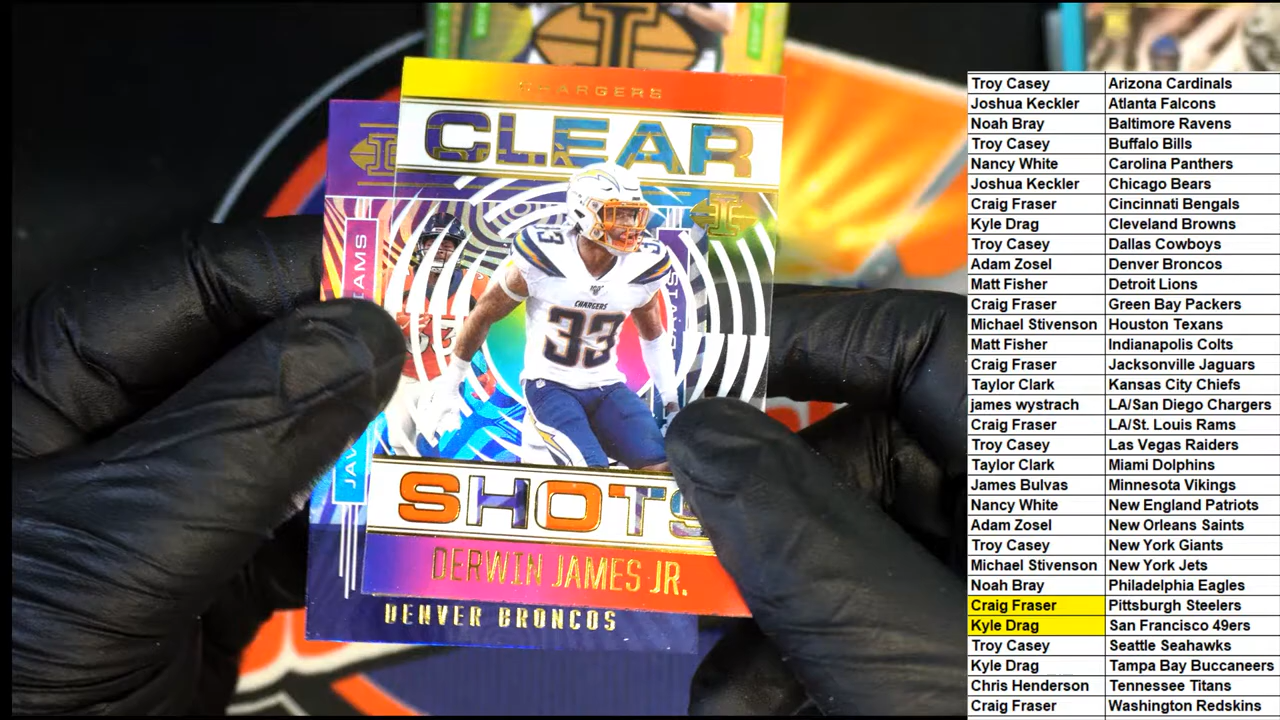 CHARGERS
CLEAR
33
33
CHARGERS
33
STARS
SHOTS
DERWIN JAMES JR.
DENVER BRONCOS
Troy Casey Arizona Cardinals
Joshua Keckler Atlanta Falcons
Noah Bray Baltimore Ravens
Troy Casey Buffalo Bills
Nancy White Carolina Panthers
Joshua Keckler Chicago Bears
Craig Fraser Cincinnati Bengals
Kyle Drag Cleveland Browns
Troy Casey Dallas Cowboys
Adam Zosel Denver Broncos
Matt Fisher Detroit Lions
Craig Fraser Green Bay Packers
Michael Stivenson Houston Texans
Matt Fisher Indianapolis Colts
Craig Fraser Jacksonville Jaguars
Taylor Clark Kansas City Chiefs
james wystrach LA/San Diego Chargers
Craig Fraser LA/St. Louis Rams
Troy Casey Las Vegas Raiders
Taylor Clark Miami Dolphins
James Bulvas Minnesota Vikings
Nancy White New England Patriots
Adam Zosel New Orleans Saints
Troy Casey New York Giants
Michael Stivenson New York Jets
Noah Bray Philadelphia Eagles
Craig Fraser Pittsburgh Steelers
Kyle Drag San Francisco 49ers
Troy Casey Seattle Seahawks
Kyle Drag Tampa Bay Buccaneers
Chris Henderson Tennessee Titans
Craig Fraser Washington Redskins